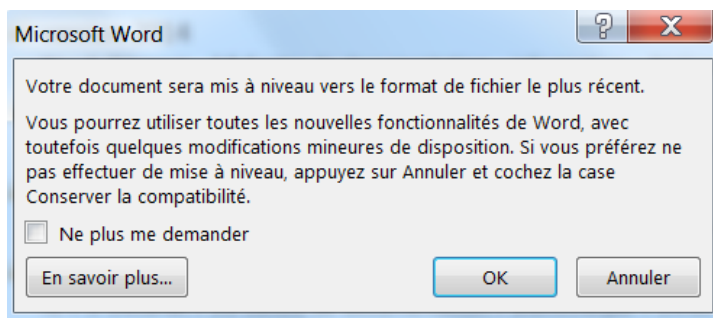 Microsoft Word
Votre document sera mis à niveau vers le format de fichier le plus récent.
Vous pourrez utiliser toutes les nouvelles fonctionnalités de Word, avec
toutefois quelques modifications mineures de disposition. Si vous préférez ne
pas effectuer de mise à niveau, appuyez sur Annuler et cochez la case
Conserver la compatibilité.
Ne plus me demander
En savoir plus... OK Annuler